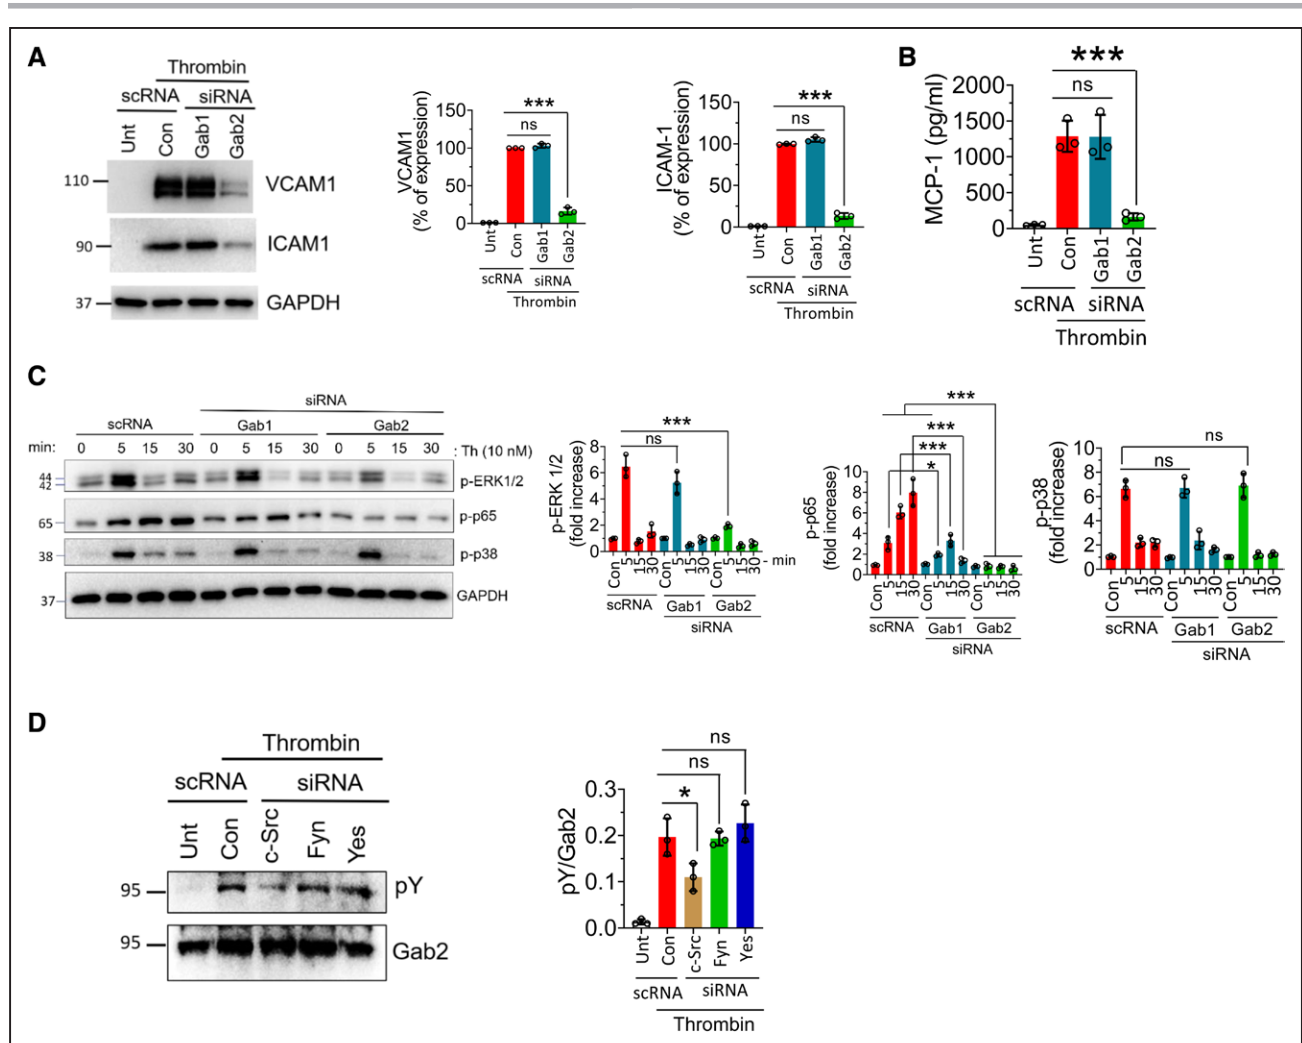 A
Thrombin
scRNA siRNA
Unt Con Gab1 Gab2
110 VCAM1
90 ICAM1
37 GAPDH
VCAM1
(% of expression)
150
100
50
0
***
ns
Unt Con Gab1 Gab2
scRNA siRNA
Thrombin
ICAM-1
(% of expression)
150
100
50
0
***
ns
Unt Con Gab1 Gab2
scRNA siRNA
Thrombin
B
MCP-1 (pg/ml)
2000
1500
1000
500
0
***
ns
Unt Con Gab1 Gab2
scRNA siRNA
Thrombin
C
siRNA
scRNA Gab1 Gab2
min: 0 5 15 30 0 5 15 30 0 5 15 30 : Th (10 nM)
44
42 p-ERK1/2
65 p-p65
38 p-p38
37 GAPDH
p-ERK 1/2
(fold increase)
8
6
4
2
0
***
ns
Con 5 15 30 Con 5 15 30 Con 5 15 30 - min
scRNA Gab1 Gab2
siRNA
p-p65
(fold increase)
10
8
6
4
2
0
***
***
***
*
Con 5 15 30 Con 5 15 30 Con 5 15 30
scRNA Gab1 Gab2
siRNA
p-p38
(fold increase)
10
8
6
4
2
0
ns
ns
Con 5 15 30 Con 5 15 30 Con 5 15 30
scRNA Gab1 Gab2
siRNA
D
Thrombin
scRNA siRNA
Unt Con c-Src Fyn Yes
95 pY
95 Gab2
pY/Gab2
0.3
0.2
0.1
0.0
ns
ns
*
Unt Con c-Src Fyn Yes
scRNA siRNA
Thrombin